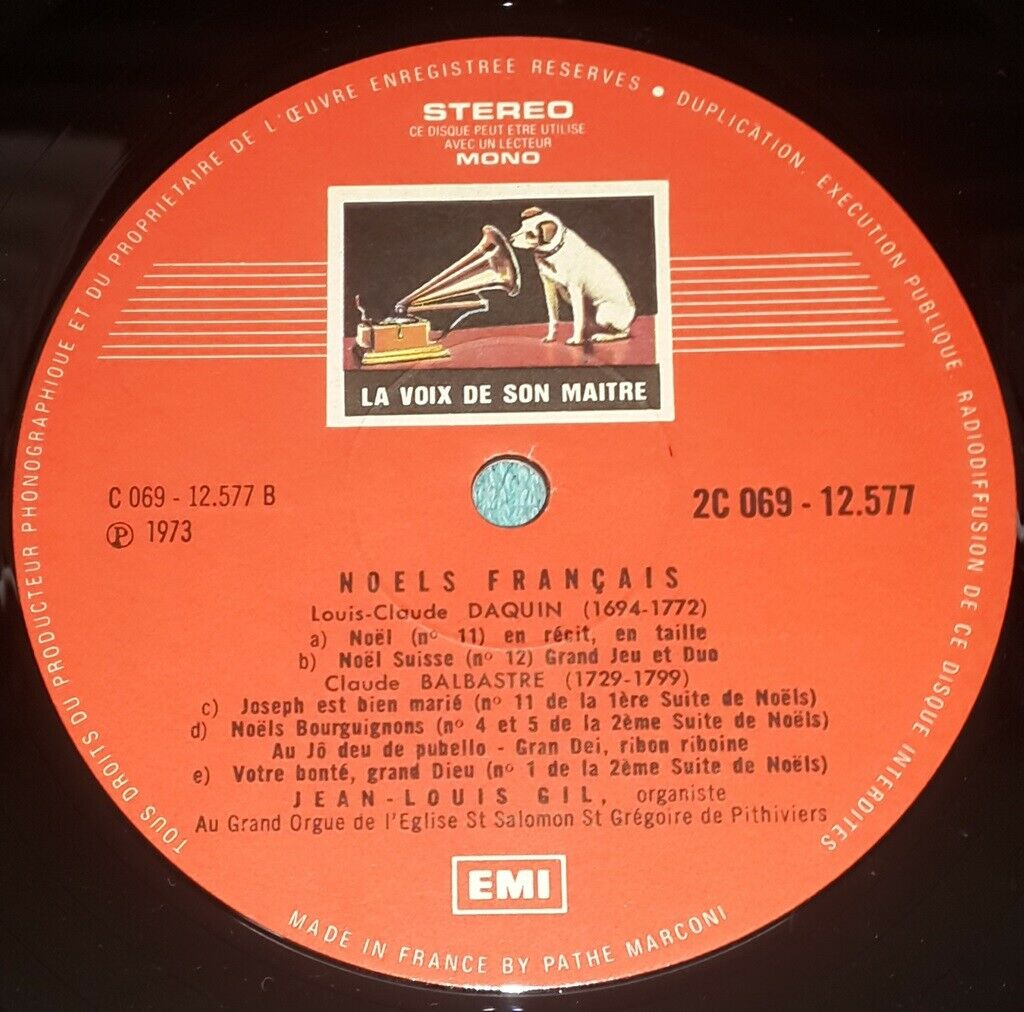 TOUS DROITS DU PRODUCTEUR PHONOGRAPHIQUE ET DU PROPRIETAIRE DE L'ŒUVRE ENREGISTREE RESERVES • DUPLICATION, EXECUTION PUBLIQUE, RADIODIFFUSION DE CE DISQUE INTERDITES
STEREO
CE DISQUE PEUT ETRE UTILISE
AVEC UN LECTEUR
MONO
LA VOIX DE SON MAITRE
C 069 - 12.577 B
℗ 1973
2C 069 - 12.577
NOELS FRANÇAIS
Louis-Claude DAQUIN (1694-1772)
a) Noël (nº 11) en récit, en taille
b) Noël Suisse (nº 12) Grand Jeu et Duo
Claude BALBASTRE (1729-1799)
c) Joseph est bien marié (nº 11 de la 1ère Suite de Noëls)
d) Noëls Bourguignons (nº 4 et 5 de la 2ème Suite de Noëls)
Au Jô deu de pubello - Gran Dei, ribon riboine
e) Votre bonté, grand Dieu (nº 1 de la 2ème Suite de Noëls)
JEAN-LOUIS GIL, organiste
Au Grand Orgue de l'Eglise St Salomon St Grégoire de Pithiviers
EMI
MADE IN FRANCE BY PATHE MARCONI